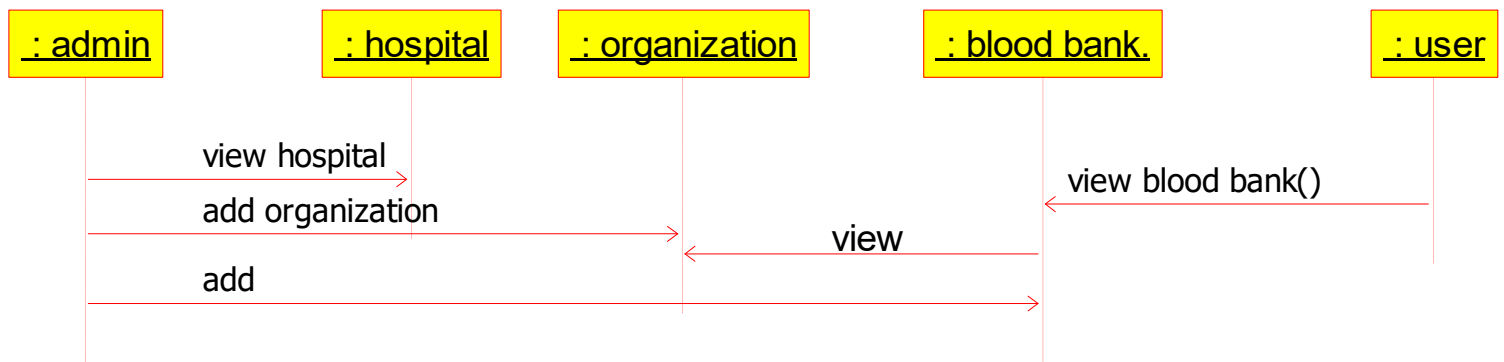 : admin
: hospital
: organization
: blood bank.
: user
view hospital
view blood bank()
add organization
view
add